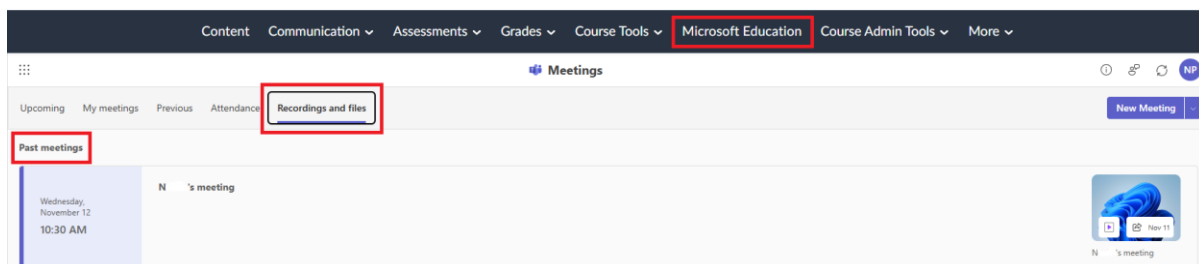 Content Communication Assessments Grades Course Tools Microsoft Education Course Admin Tools More
Meetings
NP
Upcoming My meetings Previous Attendance Recordings and files New Meeting
Past meetings
N 's meeting
Wednesday,
November 12
10:30 AM
Nov 11
N 's meeting